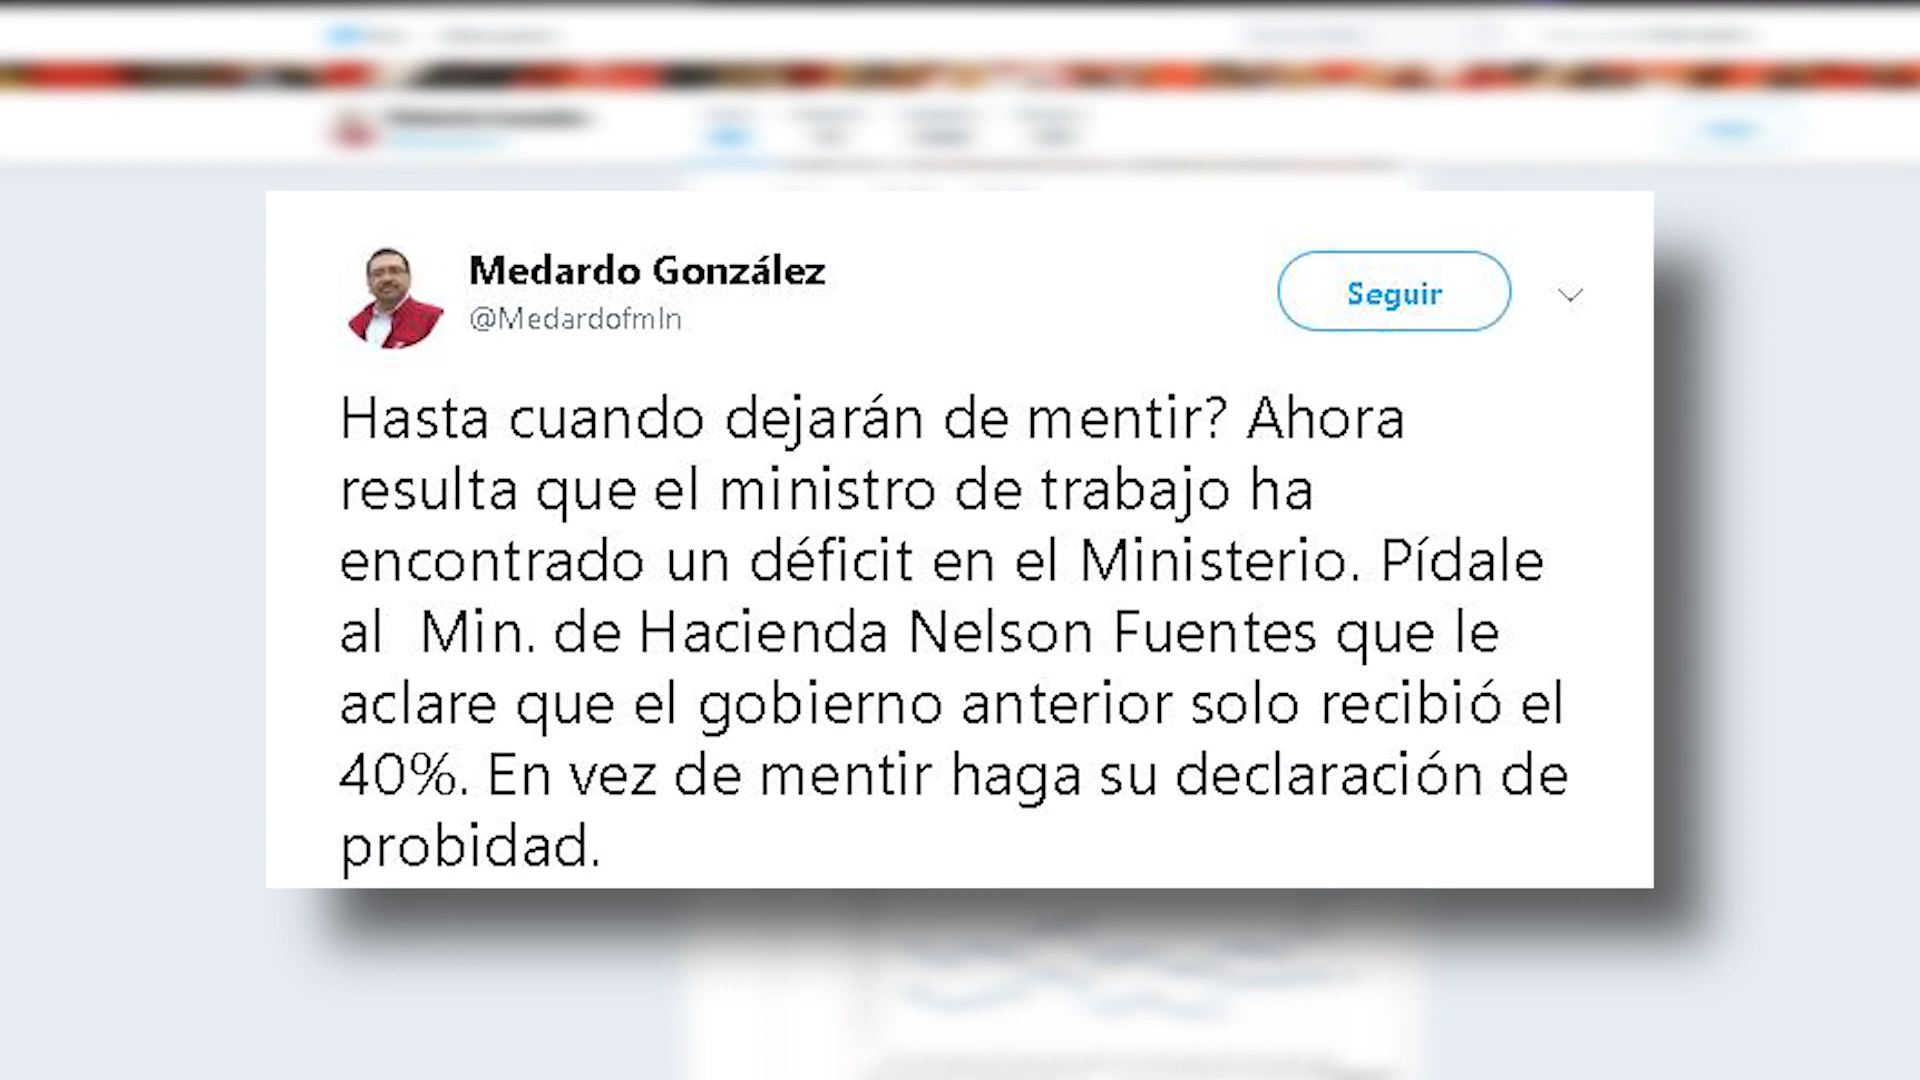 Medardo González
@Medardofmln
Seguir
Hasta cuando dejarán de mentir? Ahora
resulta que el ministro de trabajo ha
encontrado un déficit en el Ministerio. Pídale
al  Min. de Hacienda Nelson Fuentes que le
aclare que el gobierno anterior solo recibió el
40%. En vez de mentir haga su declaración de
probidad.